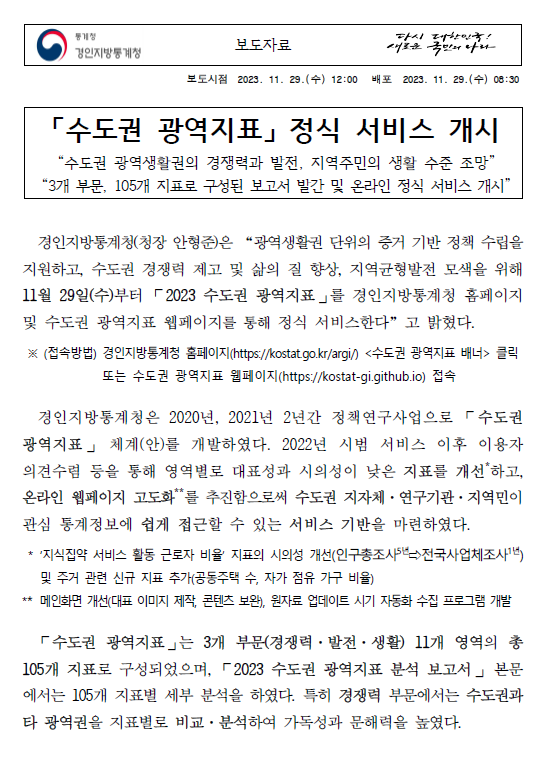 통계청
경인지방통계청
보도자료
다시 대한민국!
새로운 국민의 나라
보도시점 2023. 11. 29.(수) 12:00 배포 2023. 11. 29.(수) 08:30
「수도권 광역지표」 정식 서비스 개시
“수도권 광역생활권의 경쟁력과 발전, 지역주민의 생활 수준 조망”
“3개 부문, 105개 지표로 구성된 보고서 발간 및 온라인 정식 서비스 개시”
경인지방통계청(청장 안형준)은 “광역생활권 단위의 증거 기반 정책 수립을
지원하고, 수도권 경쟁력 제고 및 삶의 질 향상, 지역균형발전 모색을 위해
11월 29일(수)부터 「2023 수도권 광역지표」를 경인지방통계청 홈페이지
및 수도권 광역지표 웹페이지를 통해 정식 서비스한다”고 밝혔다.
※ (접속방법) 경인지방통계청 홈페이지(https://kostat.go.kr/argi/) <수도권 광역지표 배너> 클릭
또는 수도권 광역지표 웹페이지(https://kostat-gi.github.io) 접속
경인지방통계청은 2020년, 2021년 2년간 정책연구사업으로 「수도권
광역지표」 체계(안)를 개발하였다. 2022년 시범 서비스 이후 이용자
의견수렴 등을 통해 영역별로 대표성과 시의성이 낮은 지표를 개선*하고,
온라인 웹페이지 고도화**를 추진함으로써 수도권 지자체·연구기관·지역민이
관심 통계정보에 쉽게 접근할 수 있는 서비스 기반을 마련하였다.
* ‘지식집약 서비스 활동 근로자 비율’ 지표의 시의성 개선(인구총조사5년⇨전국사업체조사1년)
및 주거 관련 신규 지표 추가(공동주택 수, 자가 점유 가구 비율)
** 메인화면 개선(대표 이미지 제작, 콘텐츠 보완), 원자료 업데이트 시기 자동화 수집 프로그램 개발
「수도권 광역지표」는 3개 부문(경쟁력·발전·생활) 11개 영역의 총
105개 지표로 구성되었으며, 「2023 수도권 광역지표 분석 보고서」 본문
에서는 105개 지표별 세부 분석을 하였다. 특히 경쟁력 부문에서는 수도권과
타 광역권을 지표별로 비교·분석하여 가독성과 문해력을 높였다.